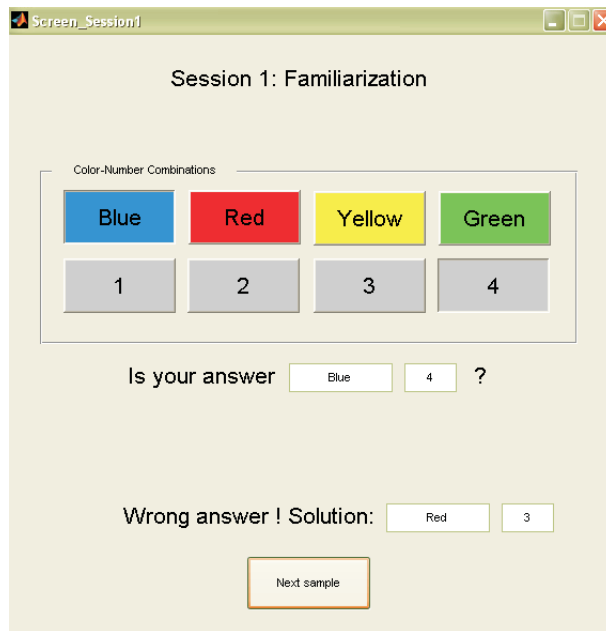 Screen_Session1
Session 1: Familiarization
Color-Number Combinations
Blue Red Yellow Green
1 2 3 4
Is your answer Blue 4 ?
Wrong answer ! Solution: Red 3
Next sample